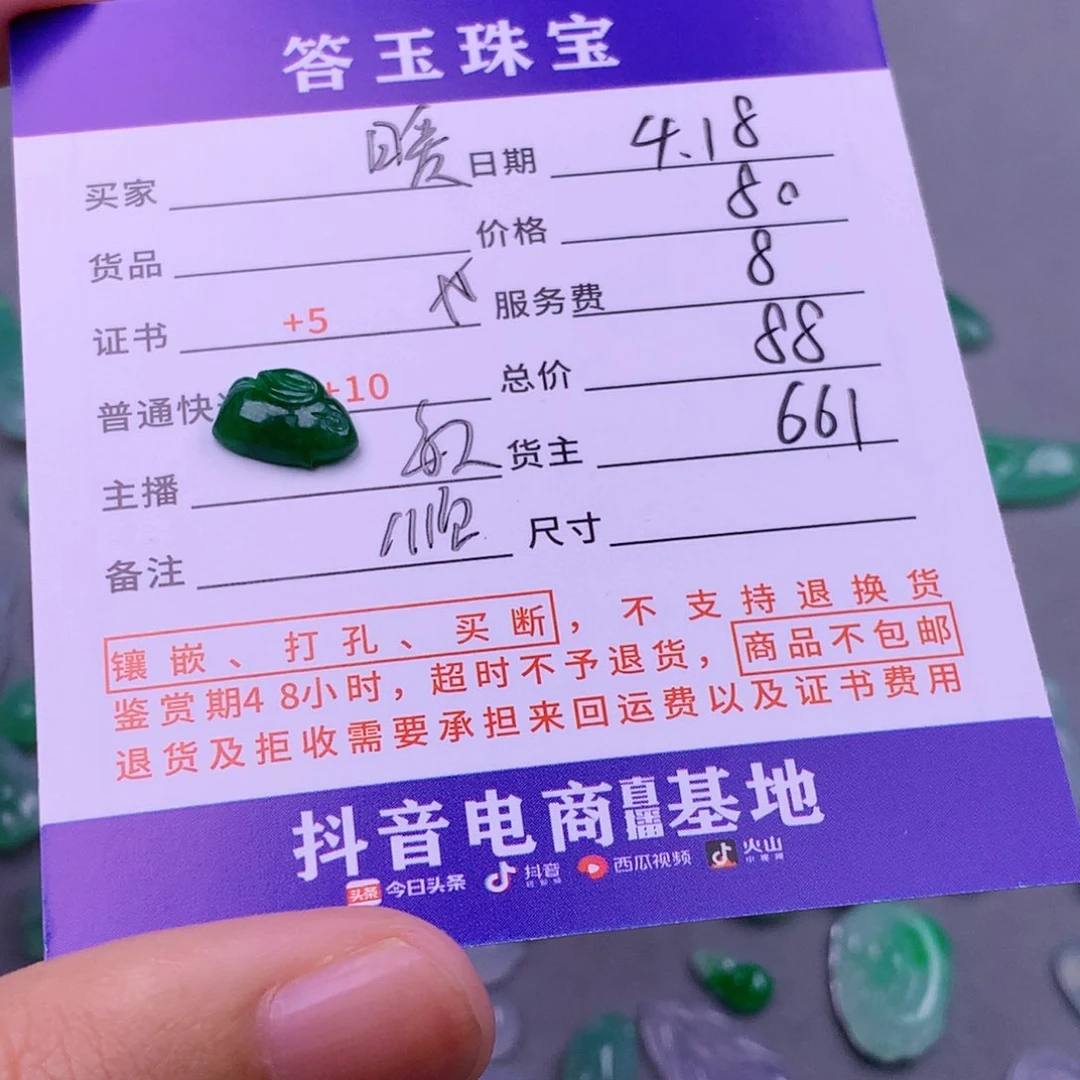 答玉珠宝
买家 暖 日期 4.18
货品 价格 80
证书 +5 服务费 8
普通快 +10 总价 88
主播 货主 661
备注 顺 尺寸
镶嵌、打孔、买断，不支持退换货
鉴赏期48小时，超时不予退货，商品不包邮
退货及拒收需要承担来回运费以及证书费用
抖音电商直播基地
头条 今日头条 抖音 西瓜视频 火山